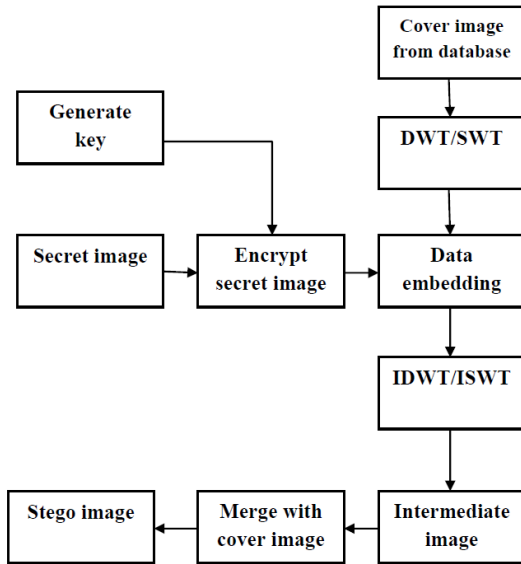 Cover image
from database
Generate
key
DWT/SWT
Secret image
Encrypt
secret image
Data
embedding
IDWT/ISWT
Stego image
Merge with
cover image
Intermediate
image